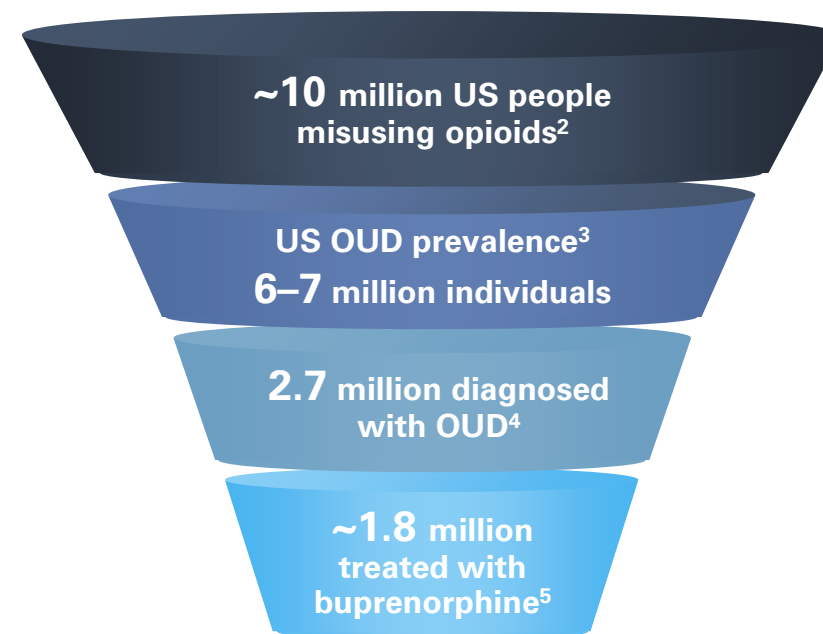 ~10 million US people
misusing opioids²
US OUD prevalence³
6–7 million individuals
2.7 million diagnosed
with OUD⁴
~1.8 million
treated with
buprenorphine⁵